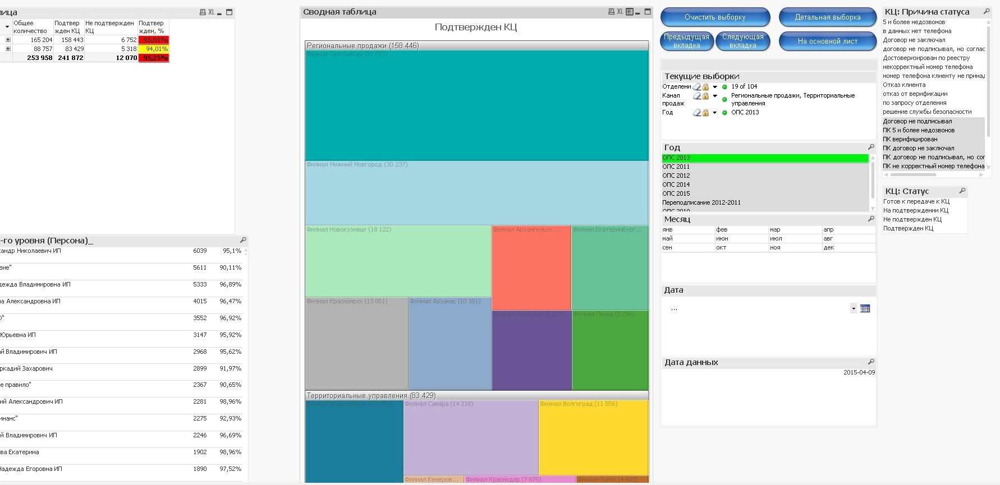 лица
XL
Общее количество
Подтвер жден КЦ
Не подтвержден КЦ
Подтвер жден, %
165 204 158 443 6 752 95,91%
88 757 83 429 5 318 94,01%
253 958 241 872 12 070 95,25%
-го уровня (Персона)_
сандр Николаевич ИП 6039 95,1%
вие" 5611 90,11%
дежда Владимировна ИП 5333 96,89%
на Александровна ИП 4015 96,47%
О" 3552 96,92%
Юрьевна ИП 3147 95,92%
ай Владимирович ИП 2968 95,62%
ркадий Захарович 2899 91,97%
е правило" 2367 90,65%
ий Александрович ИП 2281 98,96%
инанс" 2275 92,93%
й Владимирович ИП 2246 96,69%
ва Екатерина 1902 98,96%
Надежда Егоровна ИП 1890 97,52%
Сводная таблица
XL
Подтвержден КЦ
Региональные продажи (158 446)
Филиал Сыктывкар (51 703)
Филиал Нижний Новгород (30 237)
Филиал Новокузнецк (18 122)
Филиал Архангельск ...
Филиал Екатеринбург...
Филиал Красноярск (13 051)
Филиал Арзамас (10 381)
Филиал Улан-Удэ
Филиал Пенза (8 296)
Территориальные управления (83 429)
Филиал Новосибирск
Филиал Самара (14 218)
Филиал Волгоград (11 556)
Филиал Кемеров...
Филиал Краснодар (7 875)
Филиал Томск (4 463)
Очистить выборку
Детальная выборка
Предыдущая вкладка
Следующая вкладка
На основной лист
Текущие выборки
Отделени 19 of 104
Канал продаж Региональные продажи, Территориальные управления
Год ОПС 2013
Год
ОПС 2013
ОПС 2011
ОПС 2012
ОПС 2014
ОПС 2015
Переподписание 2012-2011
ОПС 2010
Месяц
янв фев мар апр
май июн июл авг
сен окт ноя дек
Дата
...
Дата данных
2015-04-09
КЦ: Причина статуса
5 и более недозвонов
в данных нет телефона
Договор не заключал
договор не подписывал, но соглас
Достоверизирован по реестру
некорректный номер телефона
номер телефона клиенту не принад
Отказ клиента
отказ от верификации
по запросу отделения
решение службы безопасности
Договор не подписывал
ПК 5 и более недозвонов
ПК верифицирован
ПК договор не заключал
ПК договор не подписывал, но сог
ПК не корректный номер телефона
КЦ: Статус
Готов к передаче к КЦ
На подтверждении КЦ
Не подтвержден КЦ
Подтвержден КЦ